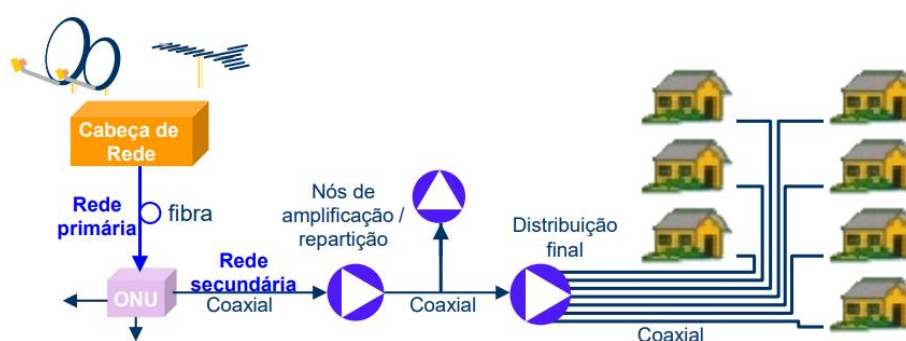 Cabeça de
Rede
Rede
primária
fibra
ONU
Rede
secundária
Coaxial
Nós de
amplificação /
repartição
Coaxial
Distribuição
final
Coaxial